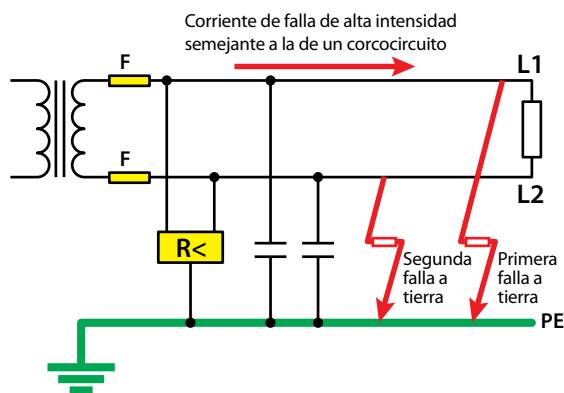 Corriente de falla de alta intensidad
semejante a la de un corcocircuito
F
L1
F
L2
R<
Segunda
falla a
tierra
Primera
falla a
tierra
PE